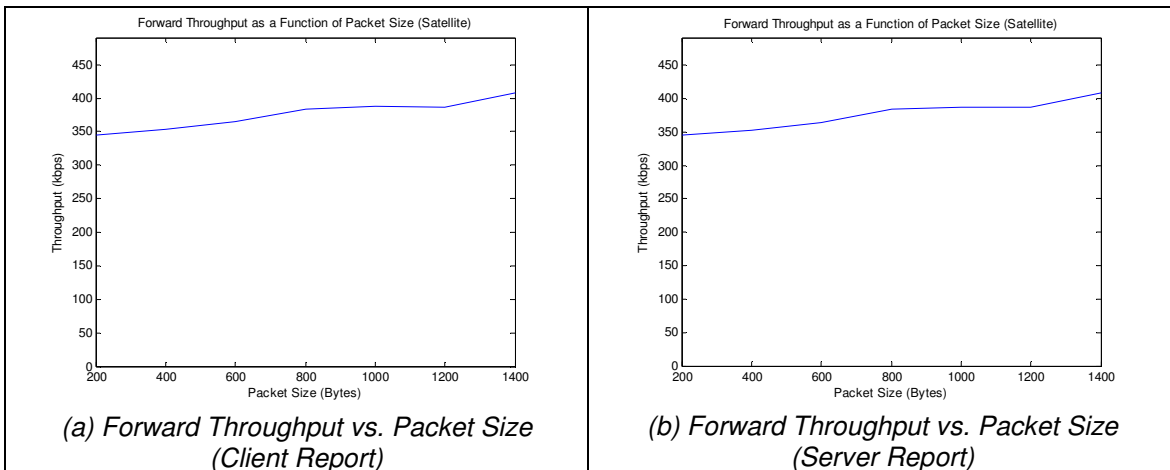 Forward Throughput as a Function of Packet Size (Satellite)
450
400
350
300
250
200
150
100
50
0
Throughput (kbps)
200 400 600 800 1000 1200 1400
Packet Size (Bytes)
(a) Forward Throughput vs. Packet Size
(Client Report)
Forward Throughput as a Function of Packet Size (Satellite)
450
400
350
300
250
200
150
100
50
0
Throughput (kbps)
200 400 600 800 1000 1200 1400
Packet Size (Bytes)
(b) Forward Throughput vs. Packet Size
(Server Report)